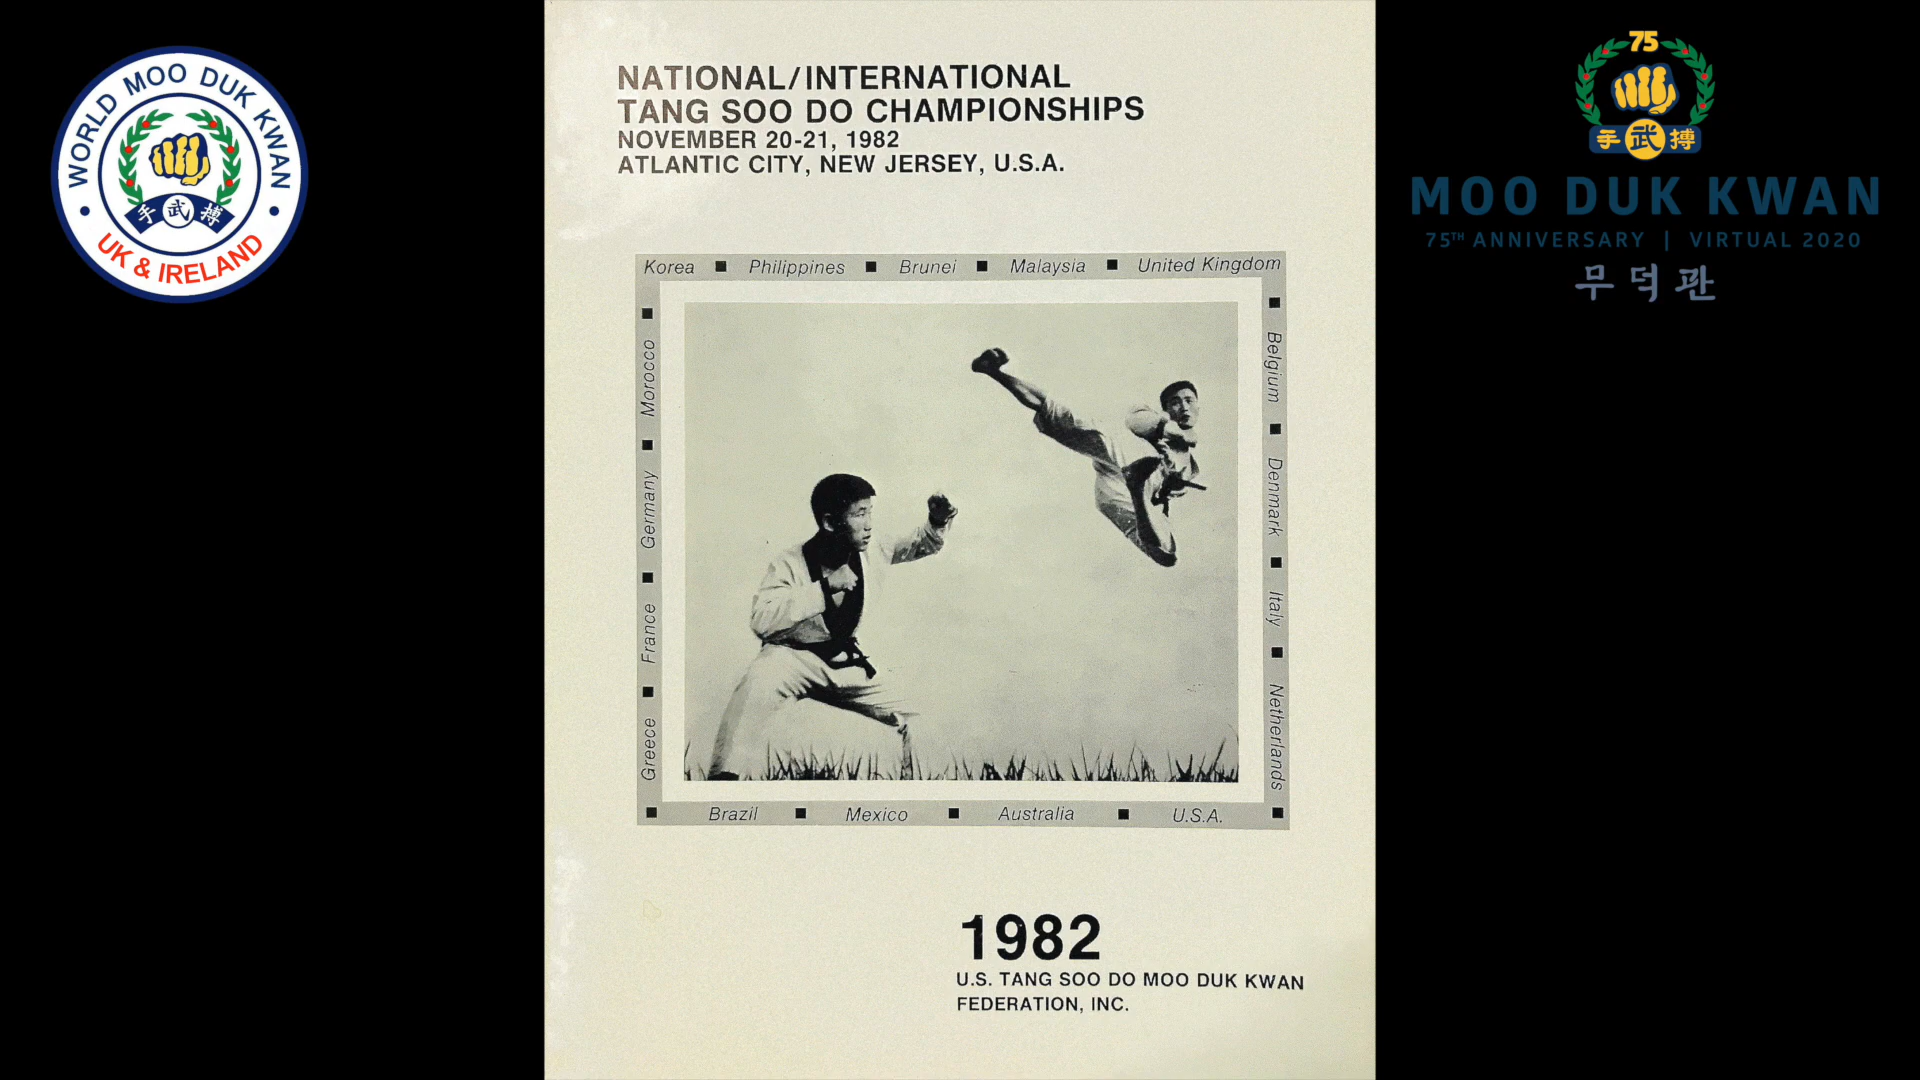 WORLD MOO DUK KWAN
手武搏
UK & IRELAND
NATIONAL/INTERNATIONAL
TANG SOO DO CHAMPIONSHIPS
NOVEMBER 20-21, 1982
ATLANTIC CITY, NEW JERSEY, U.S.A.
Korea ■ Philippines ■ Brunei ■ Malaysia ■ United Kingdom
Belgium ■ Denmark ■ Italy ■ Netherlands
Greece ■ France ■ Germany ■ Morocco
Brazil ■ Mexico ■ Australia ■ U.S.A.
1982
U.S. TANG SOO DO MOO DUK KWAN
FEDERATION, INC.
75
手武搏
MOO DUK KWAN
75TH ANNIVERSARY | VIRTUAL 2020
무덕관